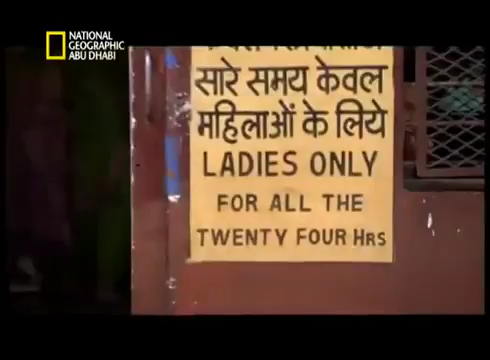 NATIONAL
GEOGRAPHIC
ABU DHABI
सारे समय केवल
महिलाओं के लिये
LADIES ONLY
FOR ALL THE
TWENTY FOUR HRS